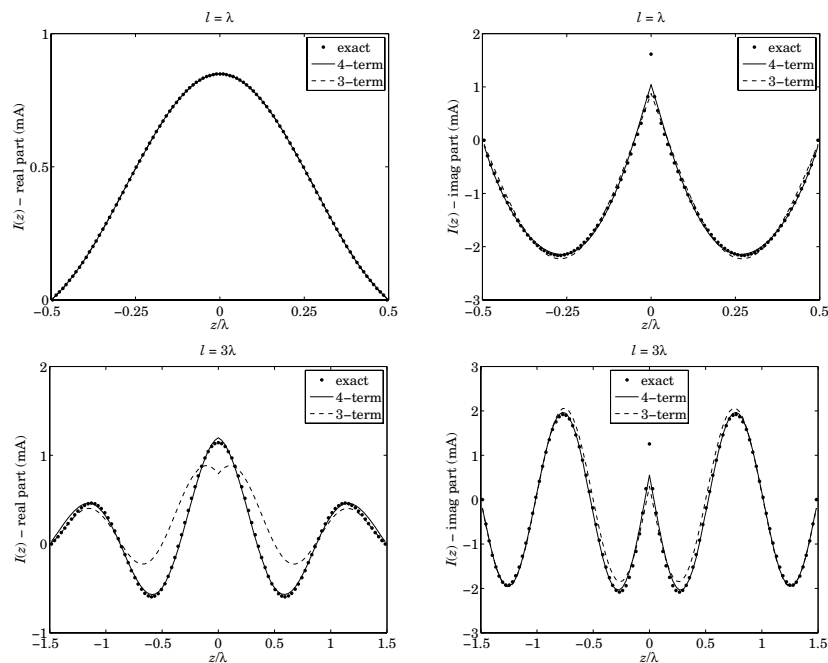 l = λ
exact
4−term
3−term
I(z) − real part (mA)
1
0.5
0
−0.5
−0.25
0
0.25
0.5
z/λ
l = λ
exact
4−term
3−term
I(z) − imag part (mA)
2
1
0
−1
−2
−3
−0.5
−0.25
0
0.25
0.5
z/λ
l = 3λ
exact
4−term
3−term
I(z) − real part (mA)
2
1
0
−1
−1.5
−1
−0.5
0
0.5
1
1.5
z/λ
l = 3λ
exact
4−term
3−term
I(z) − imag part (mA)
3
2
1
0
−1
−2
−3
−1.5
−1
−0.5
0
0.5
1
1.5
z/λ